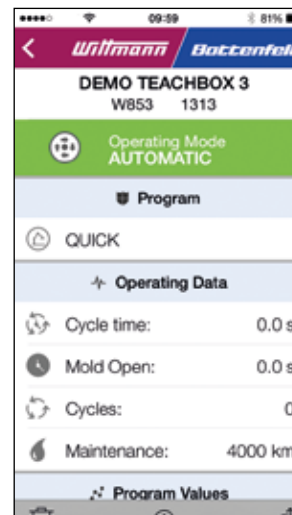 09:59 81%
Wittmann Battenfel
DEMO TEACHBOX 3
W853 1313
Operating Mode
AUTOMATIC
Program
QUICK
Operating Data
Cycle time: 0.0 s
Mold Open: 0.0 s
Cycles: 0
Maintenance: 4000 km
Program Values